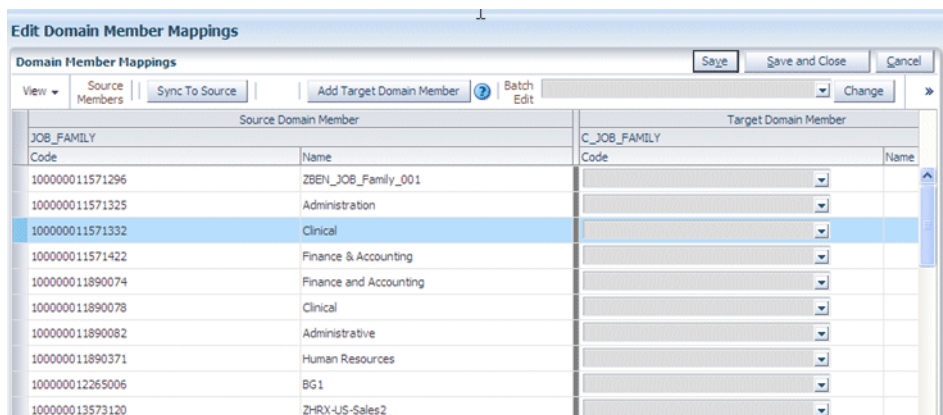 Edit Domain Member Mappings
Domain Member Mappings Save Save and Close Cancel
View Source Members Sync To Source Add Target Domain Member ? Batch Edit Change »
Source Domain Member Target Domain Member
JOB_FAMILY C_JOB_FAMILY
Code Name Code Name
100000011571296 ZBEN_JOB_Family_001
100000011571325 Administration
100000011571332 Clinical
100000011571422 Finance & Accounting
100000011890074 Finance and Accounting
100000011890078 Clinical
100000011890082 Administrative
100000011890371 Human Resources
100000012265006 BG1
100000013573120 ZHRX-US-Sales2